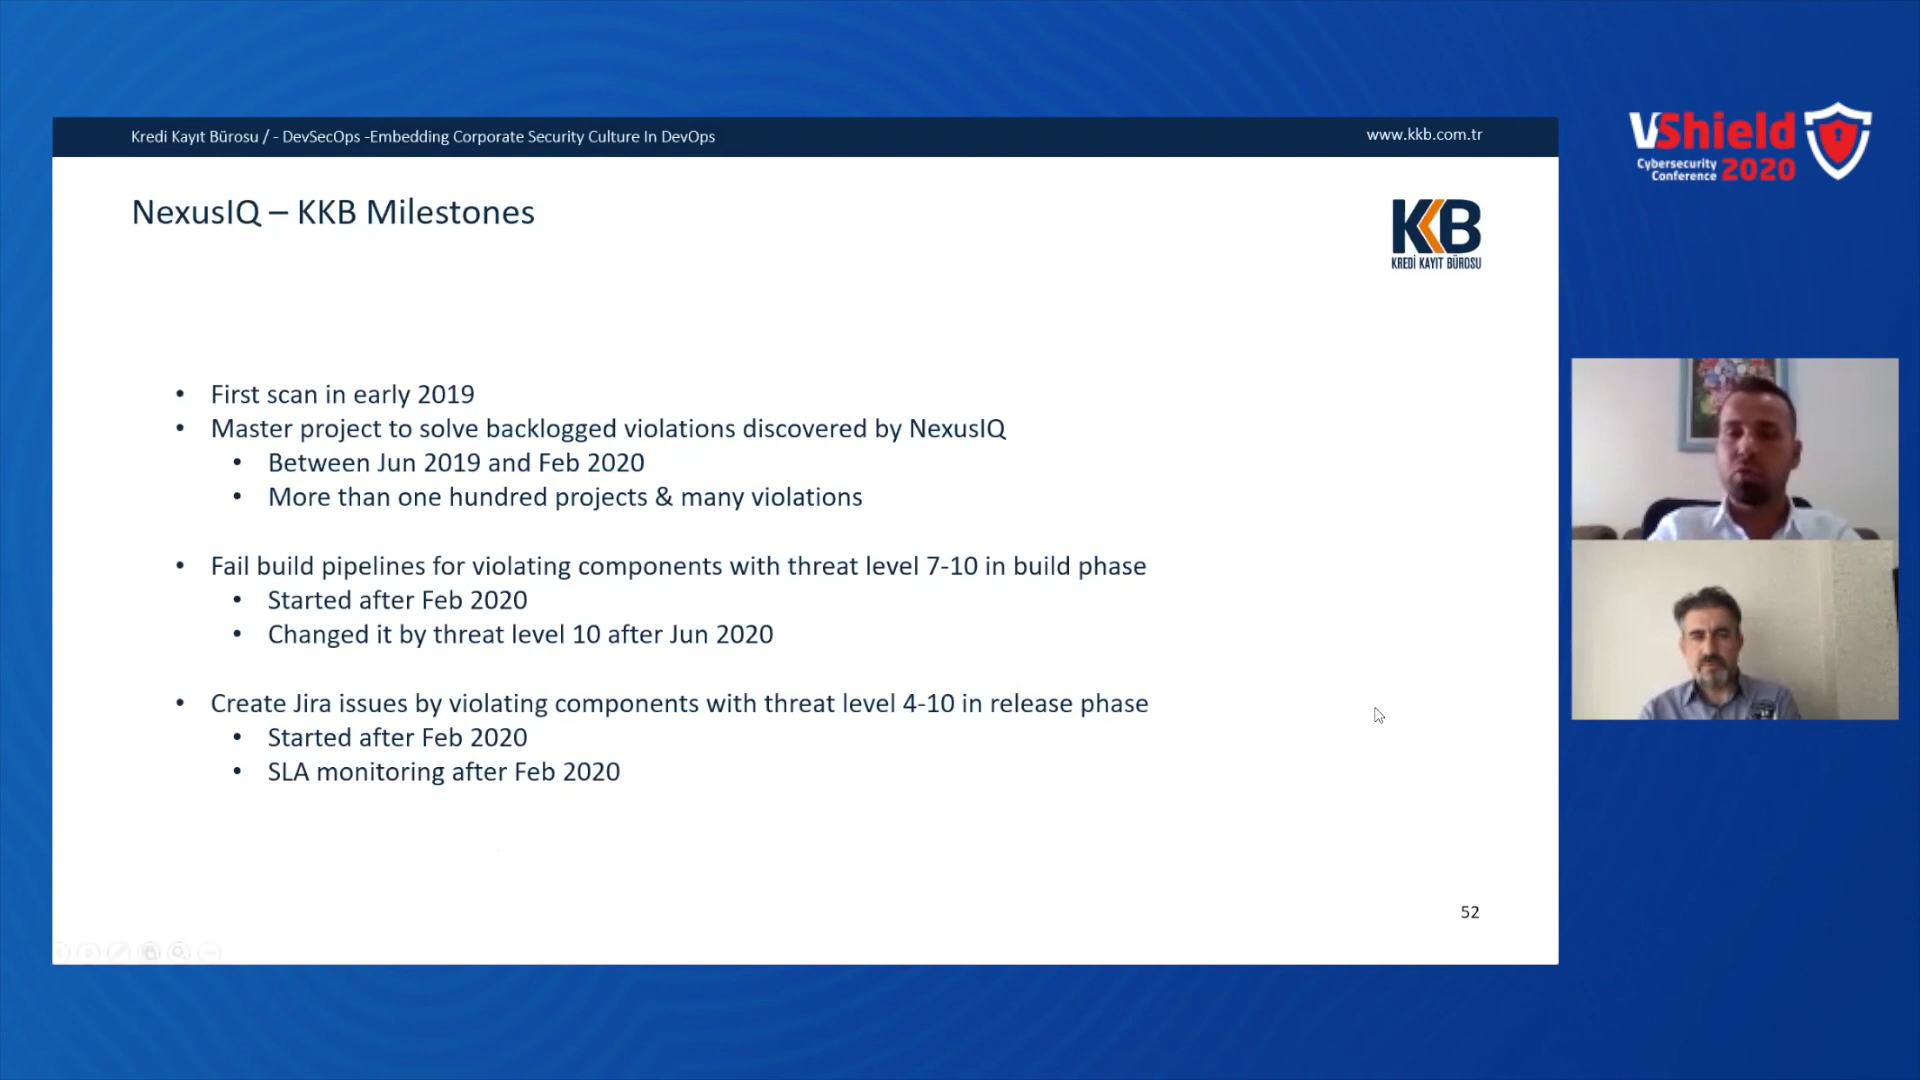 Kredi Kayıt Bürosu / - DevSecOps -Embedding Corporate Security Culture In DevOps
www.kkb.com.tr
VShield
Cybersecurity
Conference 2020
NexusIQ – KKB Milestones
KKB
KREDİ KAYIT BÜROSU
• First scan in early 2019
• Master project to solve backlogged violations discovered by NexusIQ
• Between Jun 2019 and Feb 2020
• More than one hundred projects & many violations
• Fail build pipelines for violating components with threat level 7-10 in build phase
• Started after Feb 2020
• Changed it by threat level 10 after Jun 2020
• Create Jira issues by violating components with threat level 4-10 in release phase
• Started after Feb 2020
• SLA monitoring after Feb 2020
52